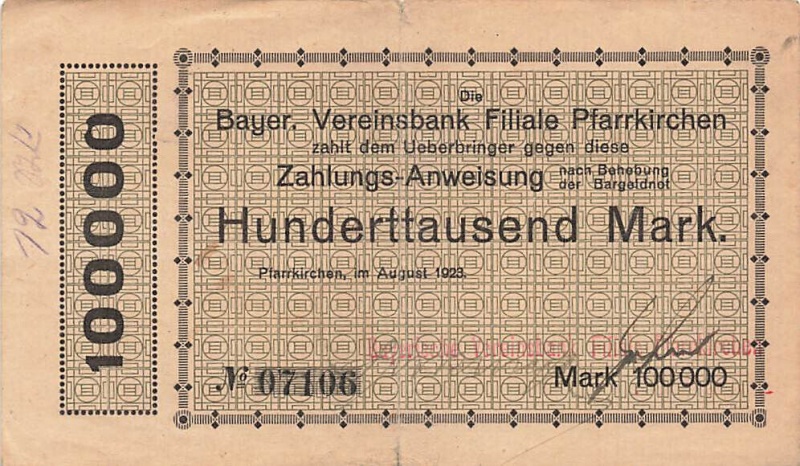 100000
Die
Bayer. Vereinsbank Filiale Pfarrkirchen
zahlt dem Ueberbringer gegen diese
Zahlungs-Anweisung nach Behebung
der Bargeldnot
Hunderttausend Mark.
Pfarrkirchen, im August 1923.
№ 07106
Mark 100000